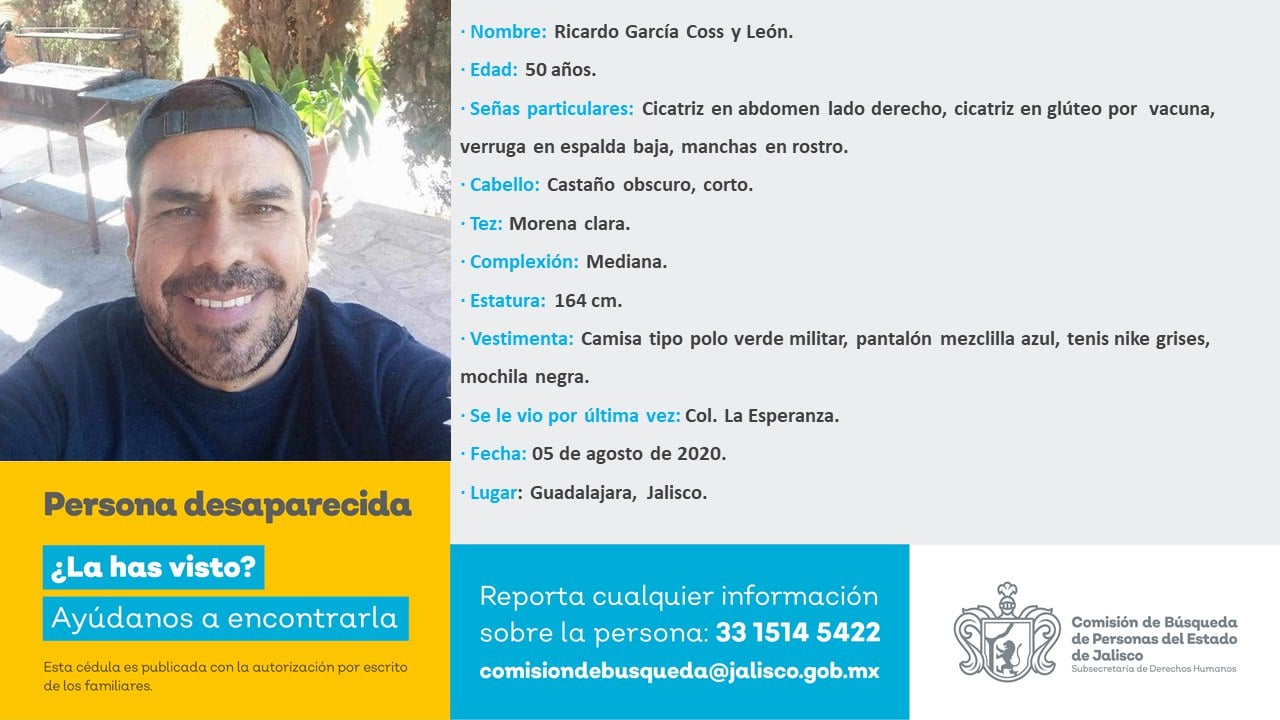 · Nombre: Ricardo García Coss y León.
· Edad: 50 años.
· Señas particulares: Cicatriz en abdomen lado derecho, cicatriz en glúteo por vacuna,
verruga en espalda baja, manchas en rostro.
· Cabello: Castaño obscuro, corto.
· Tez: Morena clara.
· Complexión: Mediana.
· Estatura: 164 cm.
· Vestimenta: Camisa tipo polo verde militar, pantalón mezclilla azul, tenis nike grises,
mochila negra.
· Se le vio por última vez: Col. La Esperanza.
· Fecha: 05 de agosto de 2020.
· Lugar: Guadalajara, Jalisco.
Persona desaparecida
¿La has visto?
Ayúdanos a encontrarla
Esta cédula es publicada con la autorización por escrito
de los familiares.
Reporta cualquier información
sobre la persona: 33 1514 5422
comisiondebusqueda@jalisco.gob.mx
Comisión de Búsqueda
de Personas del Estado
de Jalisco
Subsecretaría de Derechos Humanos